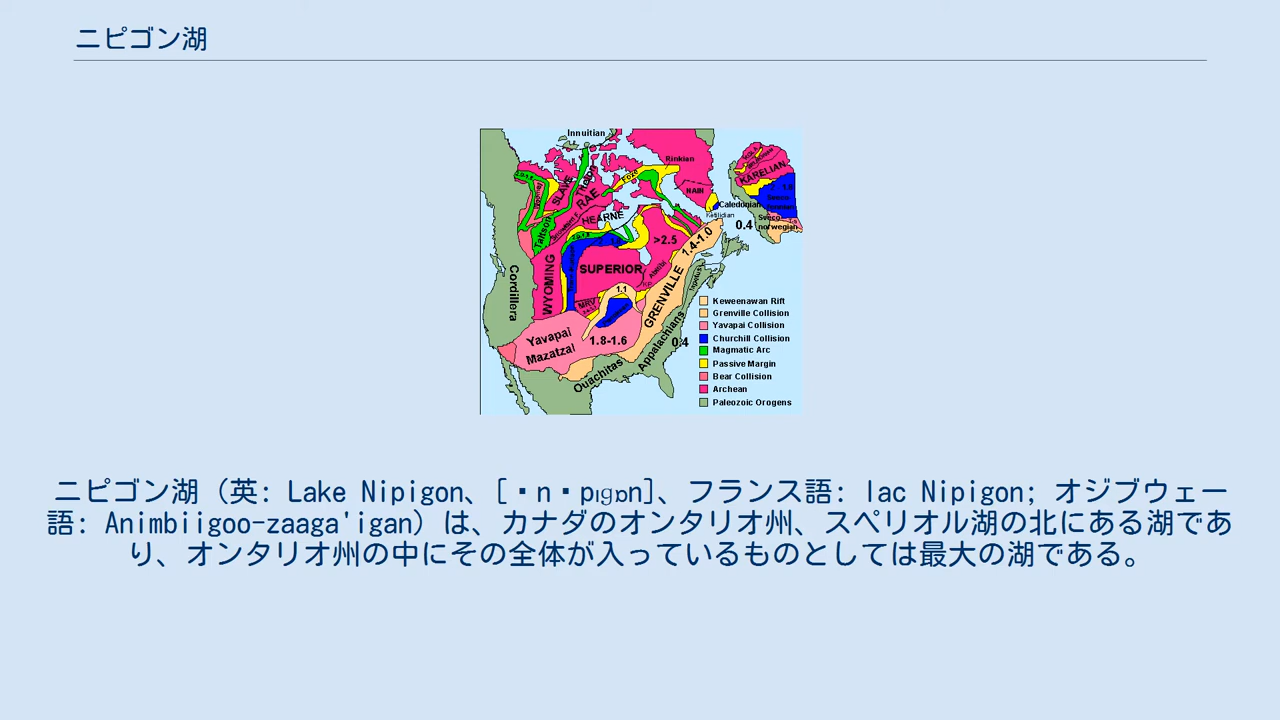 ニピゴン湖
Innuitian
Rinkian
SLAVE
Thelon
RAE
Foxe
NAIN
KARELIAN
Caledonian
Ketilidian
0.4
Sveco-
norwegian
HEARNE
Taltson
>2.5
1.4-1.0
Cordillera
WYOMING
SUPERIOR
Abitibi
GRENVILLE
1.1
MRV
Yavapai
Mazatzal
1.8-1.6
Appalachians
0.4
Ouachitas
Keweenawan Rift
Grenville Collision
Yavapai Collision
Churchill Collision
Magmatic Arc
Passive Margin
Bear Collision
Archean
Paleozoic Orogens
ニピゴン湖（英: Lake Nipigon、[ˈnɪpɪɡɒn]、フランス語: lac Nipigon; オジブウェー
語: Animbiigoo-zaaga'igan）は、カナダのオンタリオ州、スペリオル湖の北にある湖であ
り、オンタリオ州の中にその全体が入っているものとしては最大の湖である。